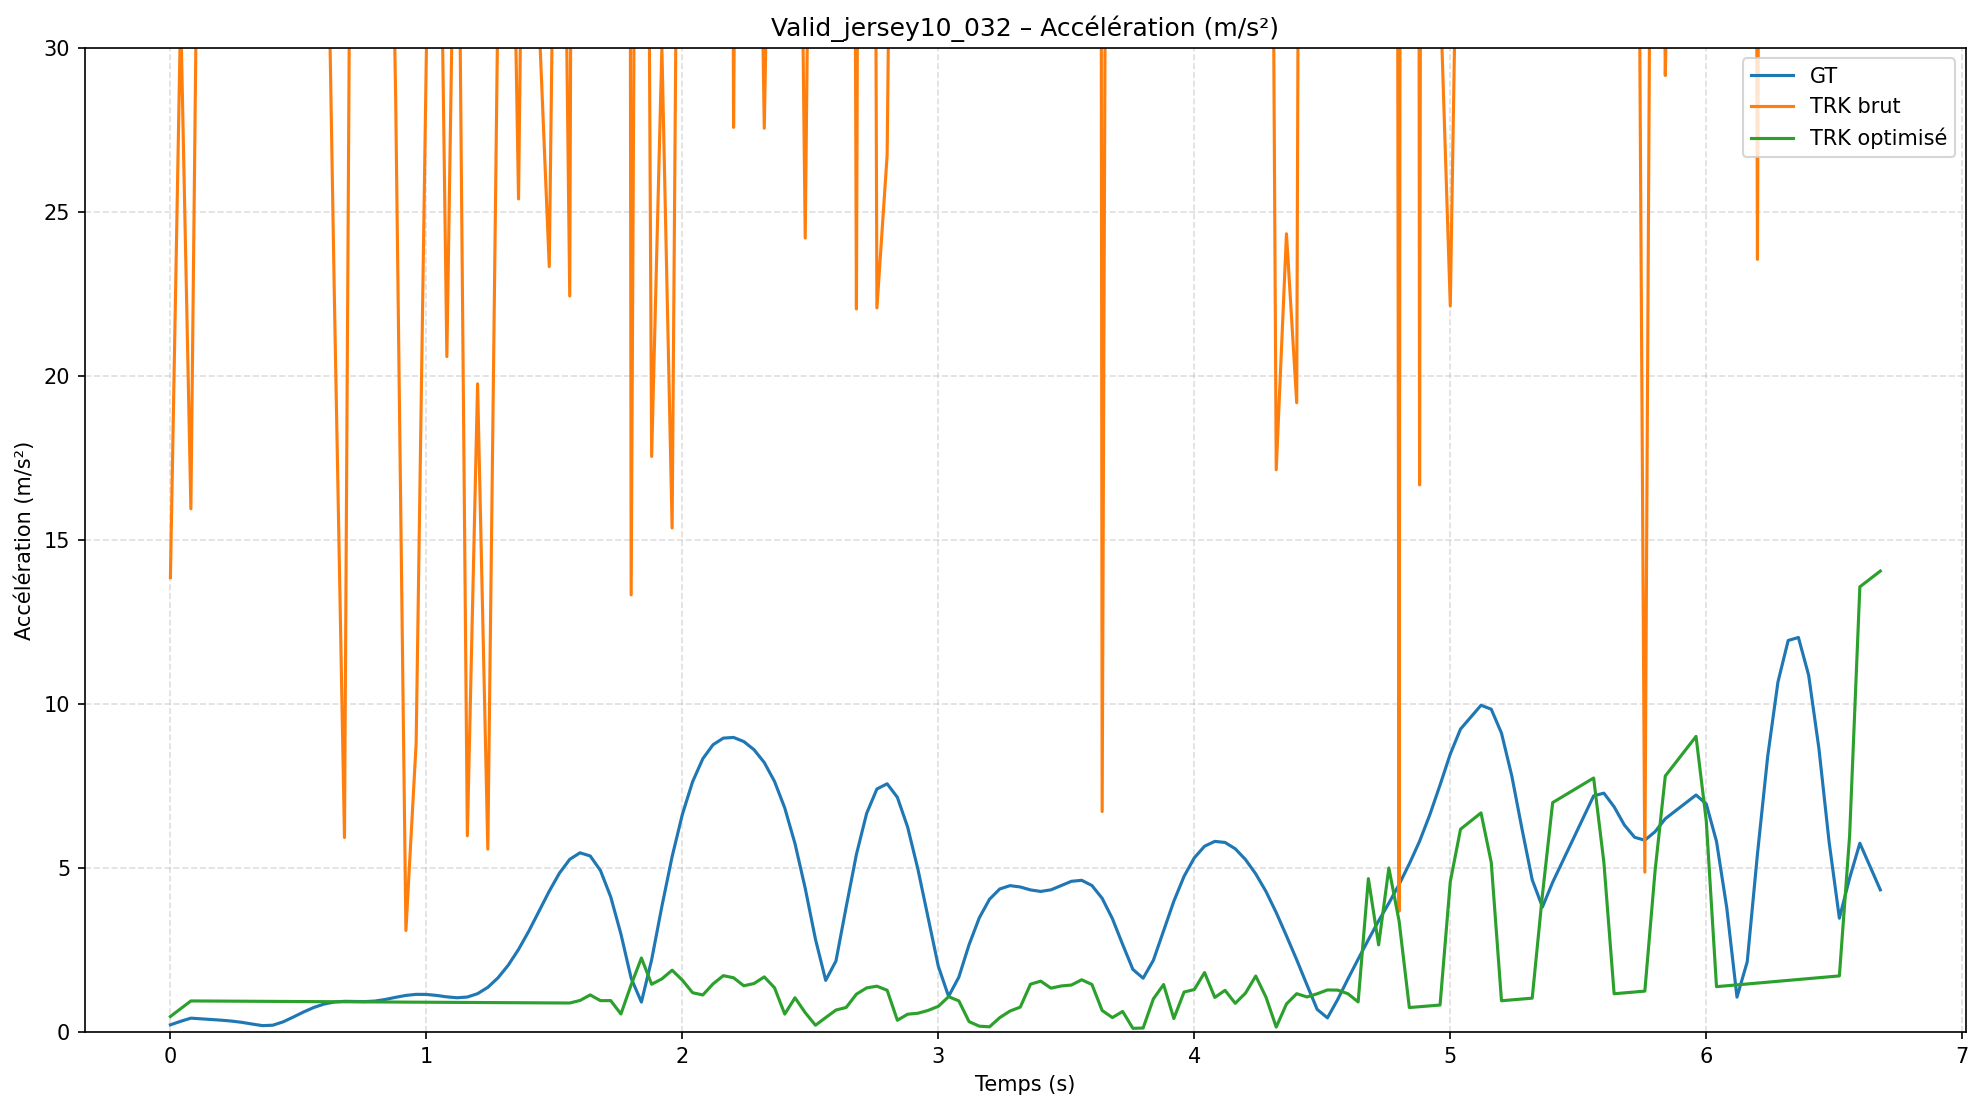 Valid_jersey10_032 – Accélération (m/s²)
30
25
20
15
10
5
0
Accélération (m/s²)
GT
TRK brut
TRK optimisé
0 1 2 3 4 5 6 7
Temps (s)